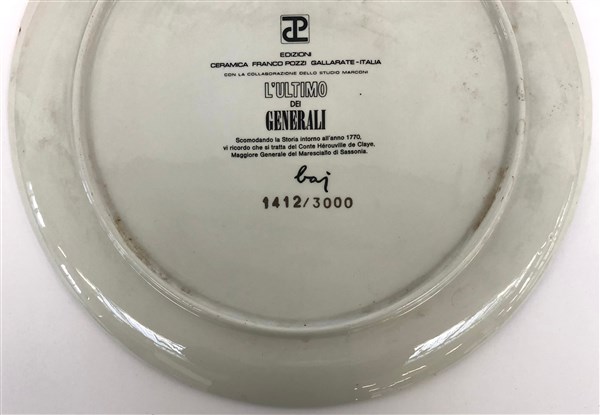 EDIZIONI
CERAMICA FRANCO POZZI GALLARATE-ITALIA
CON LA COLLABORAZIONE DELLO STUDIO MARCONI
L'ULTIMO
DEI
GENERALI
Scomodando la Storia intorno all'anno 1770,
vi ricordo che si tratta del Conte Hérouville de Claye,
Maggiore Generale del Maresciallo di Sassonia.
baj
1412/3000